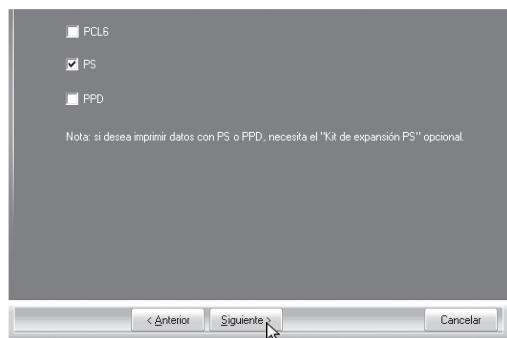 PCL6
PS
PPD
Nota: si desea imprimir datos con PS o PPD, necesita el "Kit de expansión PS" opcional.
< Anterior
Siguiente >
Cancelar